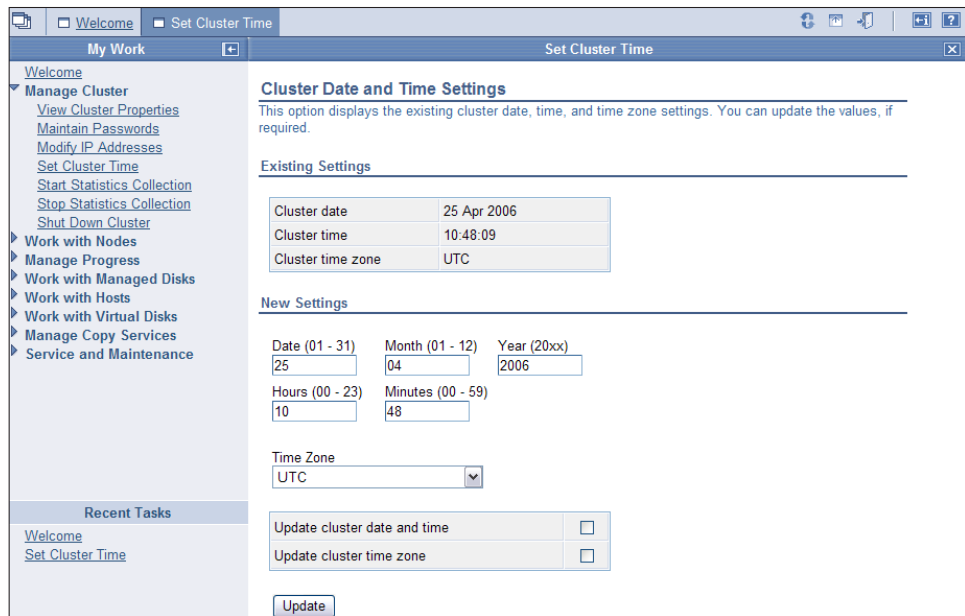 Welcome
Set Cluster Time
My Work
Set Cluster Time
Welcome
Manage Cluster
View Cluster Properties
Maintain Passwords
Modify IP Addresses
Set Cluster Time
Start Statistics Collection
Stop Statistics Collection
Shut Down Cluster
Work with Nodes
Manage Progress
Work with Managed Disks
Work with Hosts
Work with Virtual Disks
Manage Copy Services
Service and Maintenance
Recent Tasks
Welcome
Set Cluster Time
Cluster Date and Time Settings
This option displays the existing cluster date, time, and time zone settings. You can update the values, if
required.
Existing Settings
Cluster date 25 Apr 2006
Cluster time 10:48:09
Cluster time zone UTC
New Settings
Date (01 - 31) Month (01 - 12) Year (20xx)
25 04 2006
Hours (00 - 23) Minutes (00 - 59)
10 48
Time Zone
UTC
Update cluster date and time
Update cluster time zone
Update